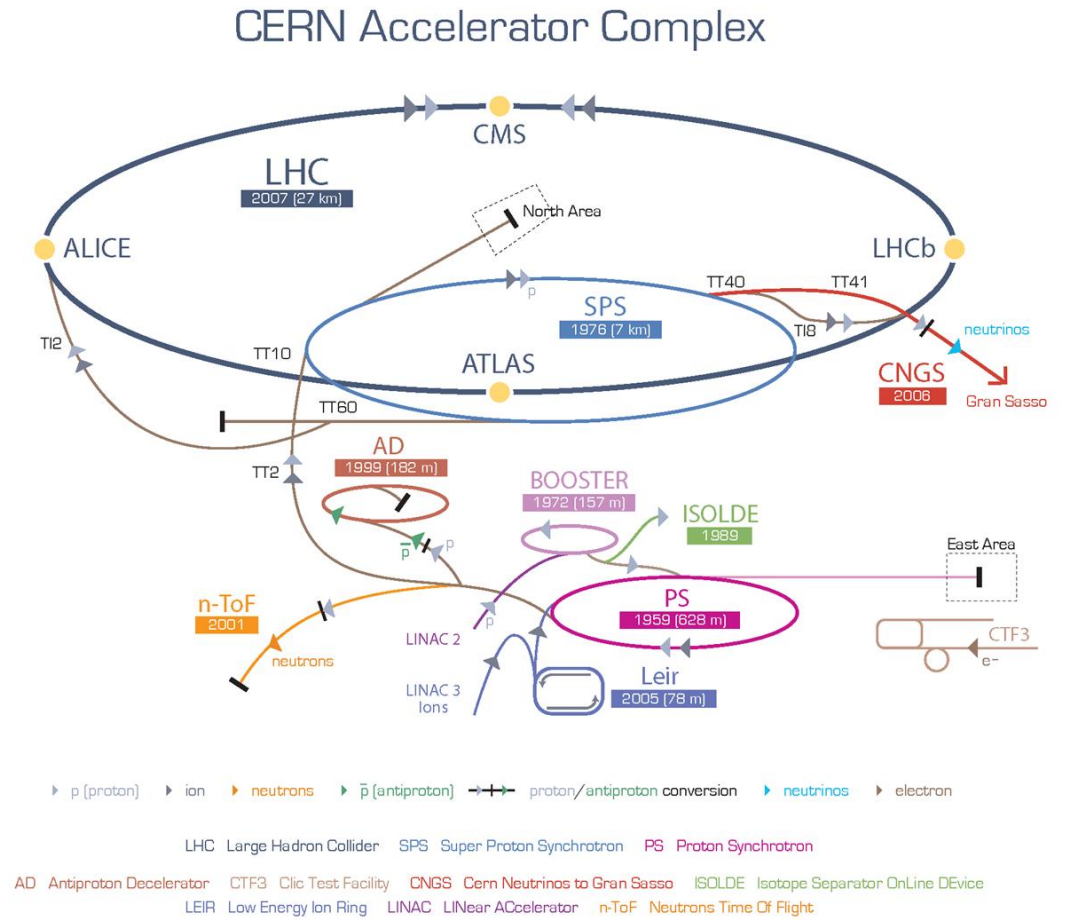 CERN Accelerator Complex
CMS
LHC
2007 (27 km)
North Area
ALICE
LHCb
TT40
TT41
SPS
1976 (7 km)
p
TI8
neutrinos
TI2
TT10
ATLAS
CNGS
2006
Gran Sasso
TT60
AD
1999 (182 m)
TT2
BOOSTER
1972 (157 m)
ISOLDE
1989
p
p̅
East Area
n-ToF
2001
PS
1959 (628 m)
LINAC 2
p
CTF3
e-
neutrons
LINAC 3
Ions
Leir
2005 (78 m)
p (proton) ion neutrons p̅ (antiproton) proton/antiproton conversion neutrinos electron
LHC Large Hadron Collider SPS Super Proton Synchrotron PS Proton Synchrotron
AD Antiproton Decelerator CTF3 Clic Test Facility CNGS Cern Neutrinos to Gran Sasso ISOLDE Isotope Separator OnLine DEvice
LEIR Low Energy Ion Ring LINAC LINear ACcelerator n-ToF Neutrons Time Of Flight